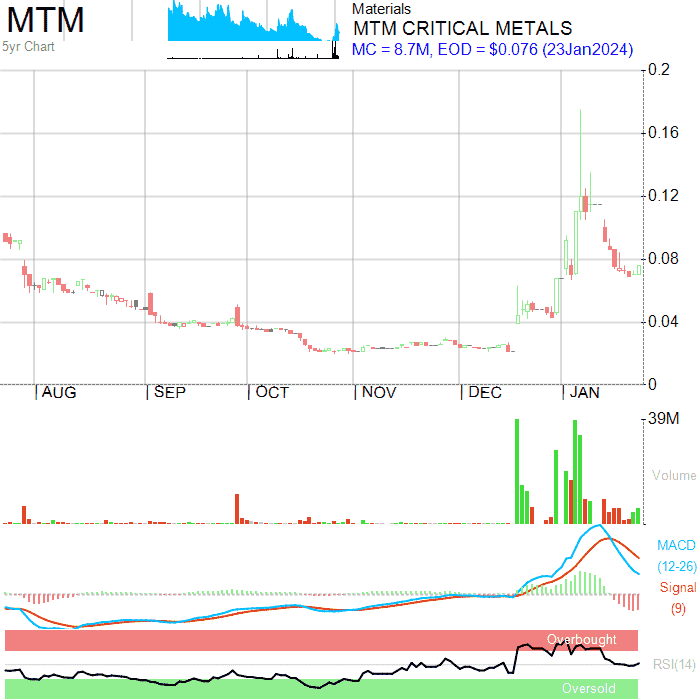 MTM
5yr Chart
Materials
MTM CRITICAL METALS
MC = 8.7M, EOD = $0.076 (23Jan2024)
0.2
0.16
0.12
0.08
0.04
0
AUG
SEP
OCT
NOV
DEC
JAN
39M
Volume
MACD
(12-26)
Signal
(9)
Overbought
RSI(14)
Oversold